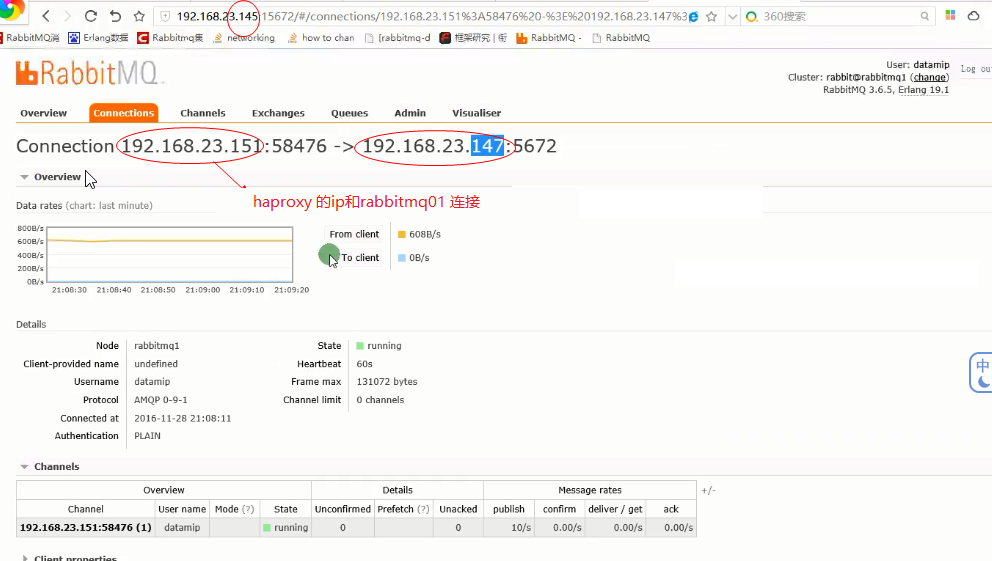 192.168.23.145:15672/#/connections/192.168.23.151%3A58476%20-%3E%20192.168.23.147%3
360搜索
RabbitMQ消 Erlang数据 Rabbitmq集 networking how to chan [rabbitmq-d 框架研究 | 衔 RabbitMQ - RabbitMQ
RabbitMQ
User: datamip
Cluster: rabbit@rabbitmq1 (change)
RabbitMQ 3.6.5, Erlang 19.1
Log ou
Overview Connections Channels Exchanges Queues Admin Visualiser
Connection 192.168.23.151:58476 -> 192.168.23.147:5672
Overview
haproxy 的ip和rabbitmq01 连接
Data rates (chart: last minute)
800B/s
600B/s
400B/s
200B/s
0B/s
21:08:30 21:08:40 21:08:50 21:09:00 21:09:10 21:09:20
From client 608B/s
To client 0B/s
Details
Node rabbitmq1
Client-provided name undefined
Username datamip
Protocol AMQP 0-9-1
Connected at 2016-11-28 21:08:11
Authentication PLAIN
State running
Heartbeat 60s
Frame max 131072 bytes
Channel limit 0 channels
中
Channels
Overview Details Message rates +/-
Channel User name Mode (?) State Unconfirmed Prefetch (?) Unacked publish confirm deliver / get ack
192.168.23.151:58476 (1) datamip running 0 0 10/s 0.00/s 0.00/s 0.00/s
Client properties